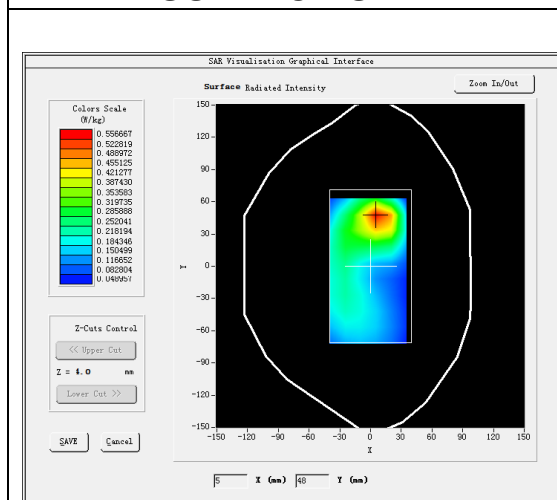 SAR Visualisation Graphical Interface
Surface Radiated Intensity
Zoom In/Out
Colors Scale
(W/kg)
0.556667
0.522819
0.488972
0.455125
0.421277
0.387430
0.353583
0.319735
0.285888
0.252041
0.218194
0.184346
0.150499
0.116652
0.082804
0.048957
Z-Cuts Control
<< Upper Cut
Z = 4.0 mm
Lower Cut >>
SAVE Cancel
150
120
90
60
30
0
-30
-60
-90
-120
-150
Y
-150 -120 -90 -60 -30 0 30 60 90 120 150
X
5 X (mm) 48 Y (mm)